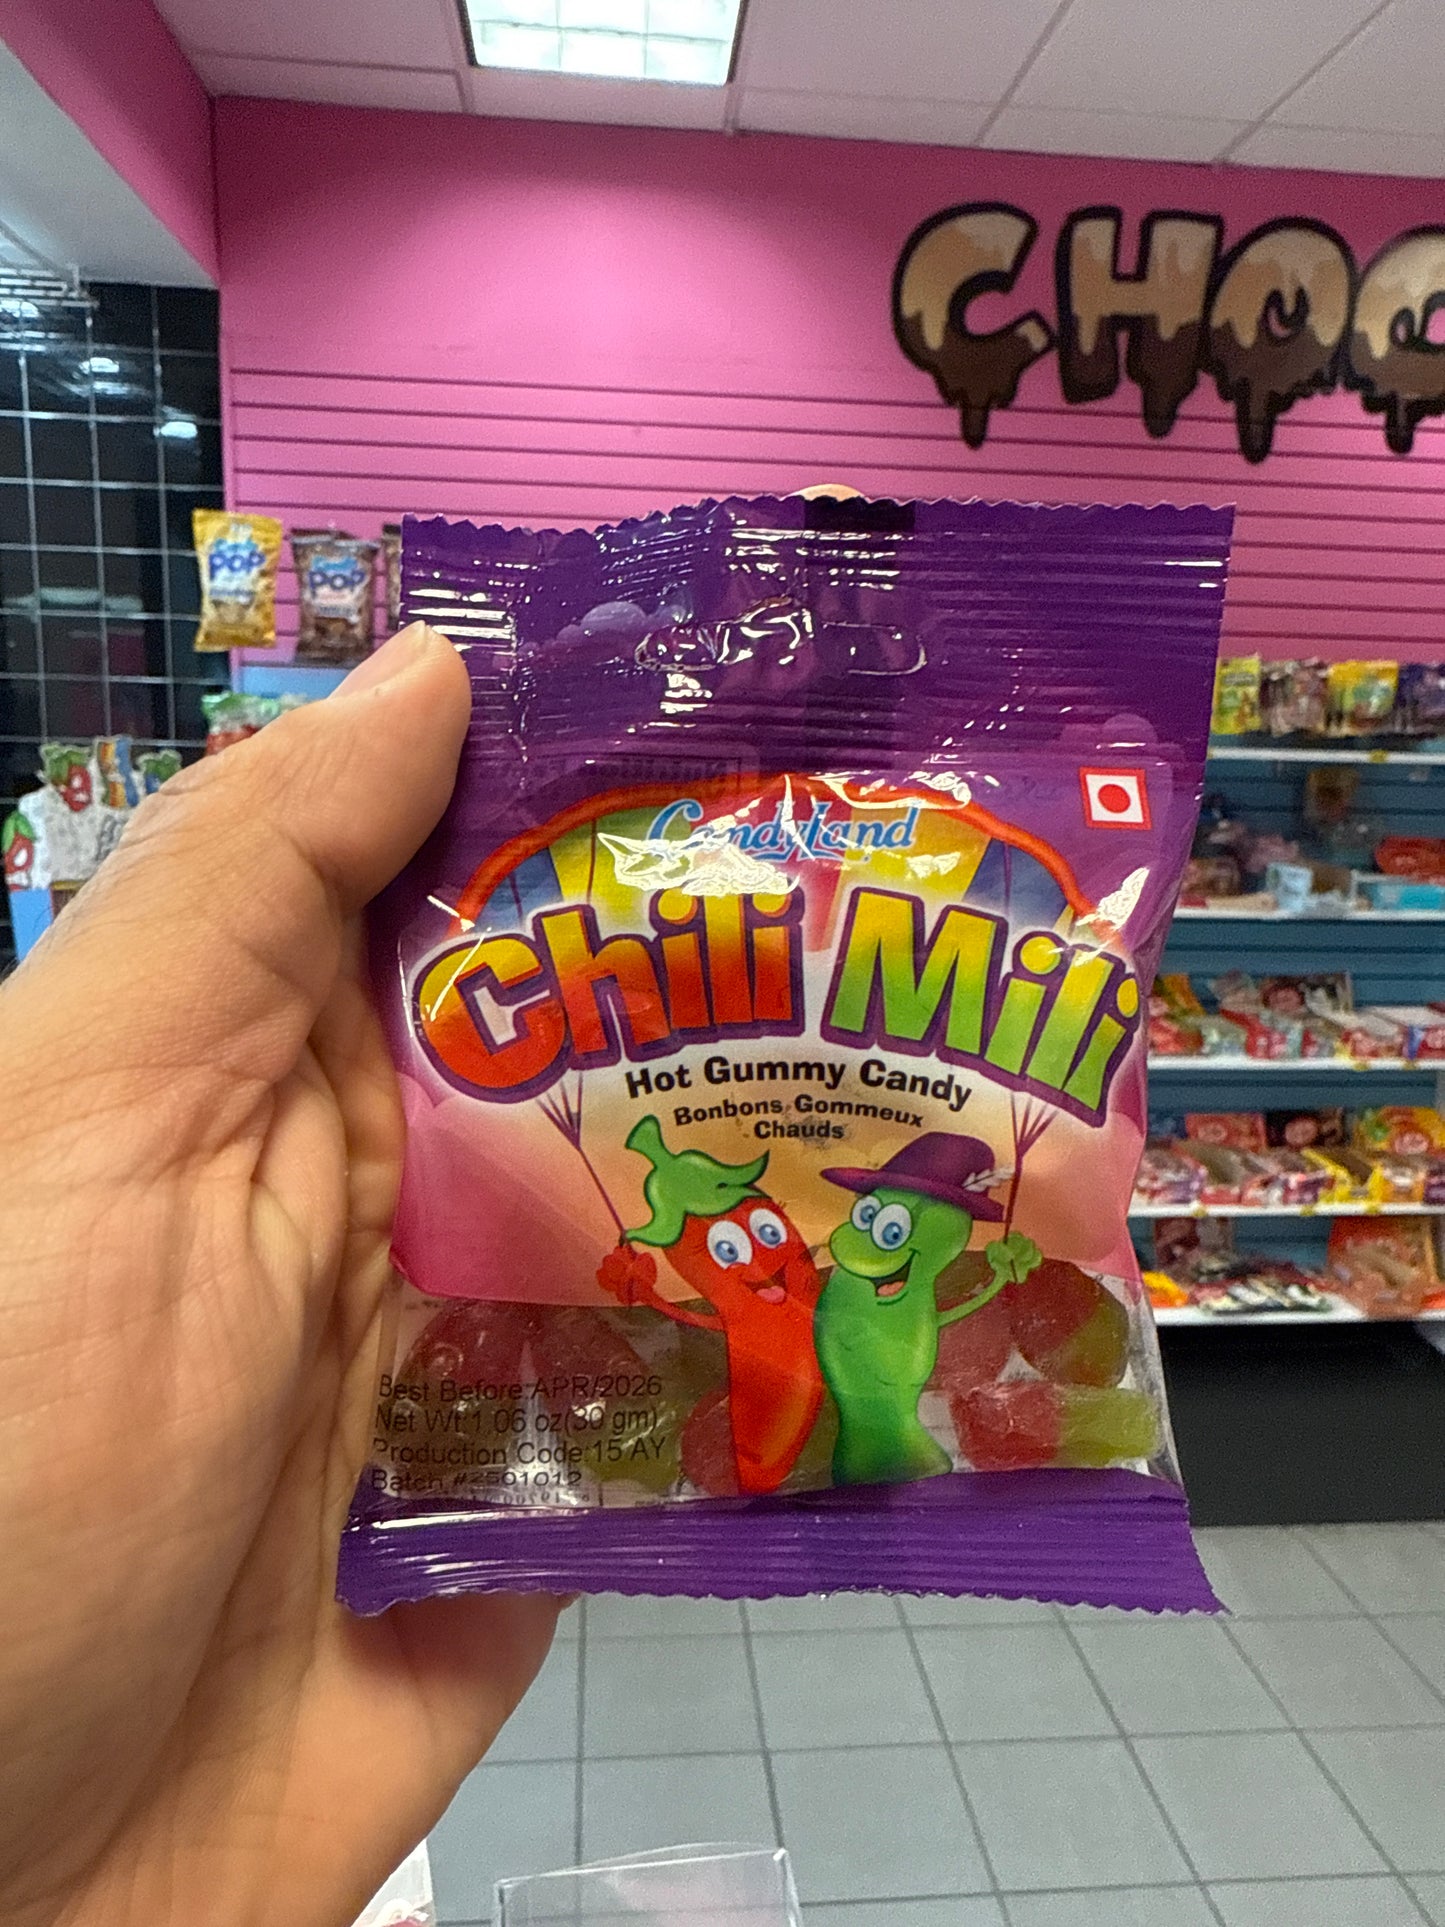 CHOC
POP
POP
CandyLand
Chili Mili
Hot Gummy Candy
Bonbons Gommeux
Chauds
Best Before:APR/2026
Net Wt:1.06 oz(30 gm)
Production Code:15 AY
Batch #2501012